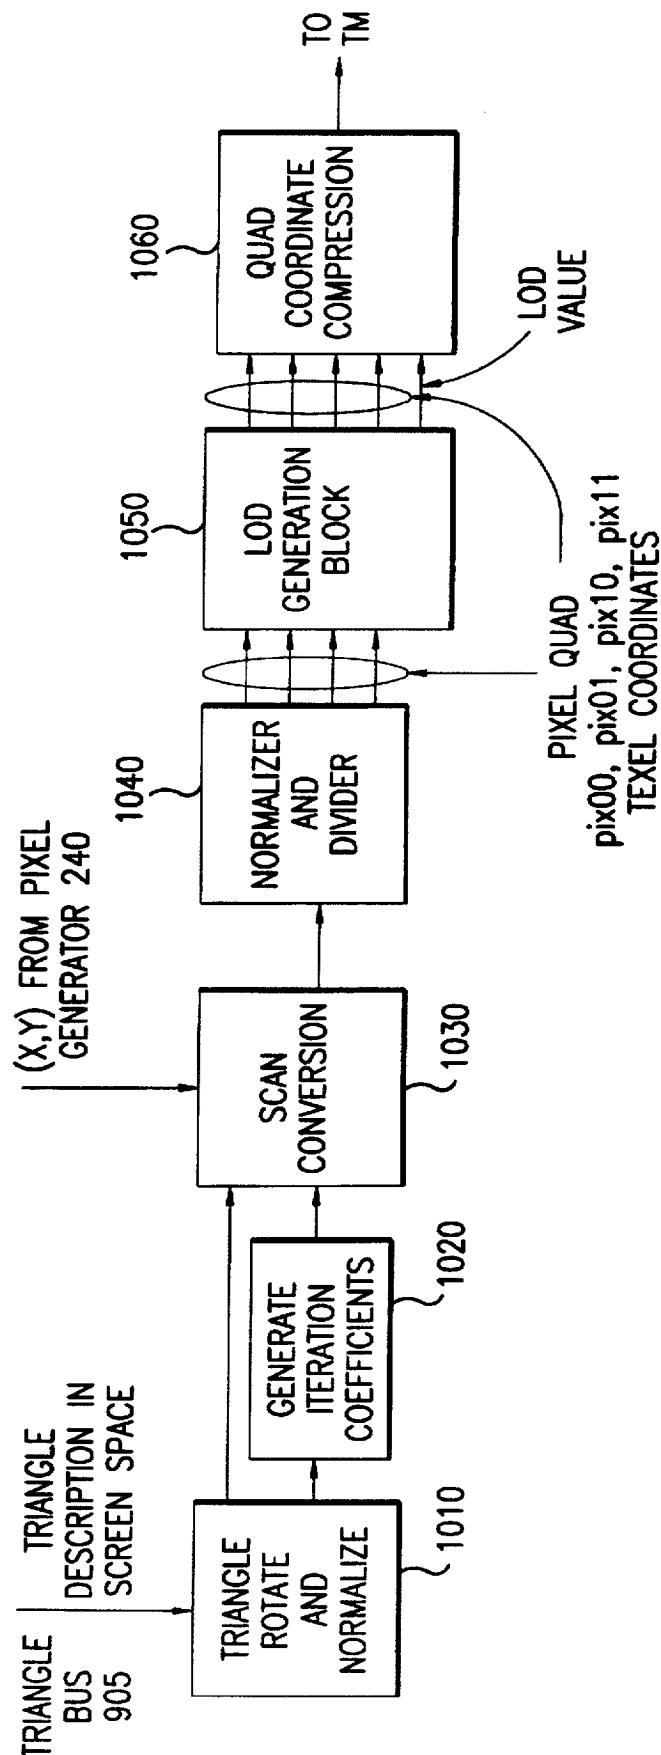 TRIANGLE
BUS
905
TRIANGLE
DESCRIPTION IN
SCREEN SPACE
TRIANGLE
ROTATE
AND
NORMALIZE
1010
GENERATE
ITERATION
COEFFICIENTS
1020
(X,Y) FROM PIXEL
GENERATOR 240
SCAN
CONVERSION
1030
1040
NORMALIZER
AND
DIVIDER
1050
LOD
GENERATION
BLOCK
PIXEL QUAD
pix00, pix01, pix10, pix11
TEXEL COORDINATES
LOD
VALUE
1060
QUAD
COORDINATE
COMPRESSION
TO
TM